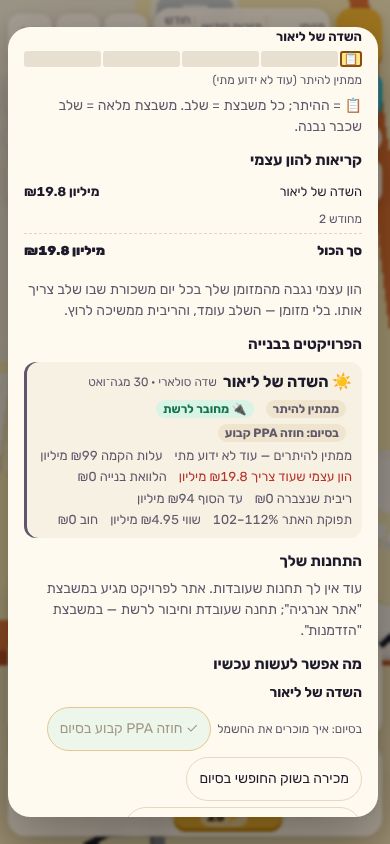 השדה של ליאור
ממתין להיתר (עוד לא ידוע מתי)
📋 = ההיתר; כל משבצת = שלב. משבצת מלאה = שלב
שכבר נבנה.
קריאות להון עצמי
השדה של ליאור ₪19.8 מיליון
מחודש 2
סך הכול ₪19.8 מיליון
הון עצמי נגבה מהמזומן שלך בכל יום משכורת שבו שלב צריך
אותו. בלי מזומן — השלב עומד, והריבית ממשיכה לרוץ.
הפרויקטים בבנייה
☀️ השדה של ליאור שדה סולארי · 30 מגה־ואט
ממתין להיתר 🔌 מחובר לרשת
בסיום: חוזה PPA קבוע
ממתין להיתרים — עוד לא ידוע מתי עלות הקמה ₪99 מיליון
הון עצמי שעוד צריך ₪19.8 מיליון הלוואת בנייה ₪0
ריבית שנצברה ₪0 עד הסוף ₪94 מיליון
תפוקת האתר 102–112% שווי ₪4.95 מיליון חוב ₪0
התחנות שלך
עוד אין לך תחנות שעובדות. אתר לפרויקט מגיע במשבצת
"אתר אנרגיה"; תחנה שעובדת וחיבור לרשת — במשבצת
"הזדמנות".
מה אפשר לעשות עכשיו
השדה של ליאור
בסיום: איך מוכרים את החשמל ✓ חוזה PPA קבוע בסיום
מכירה בשוק החופשי בסיום